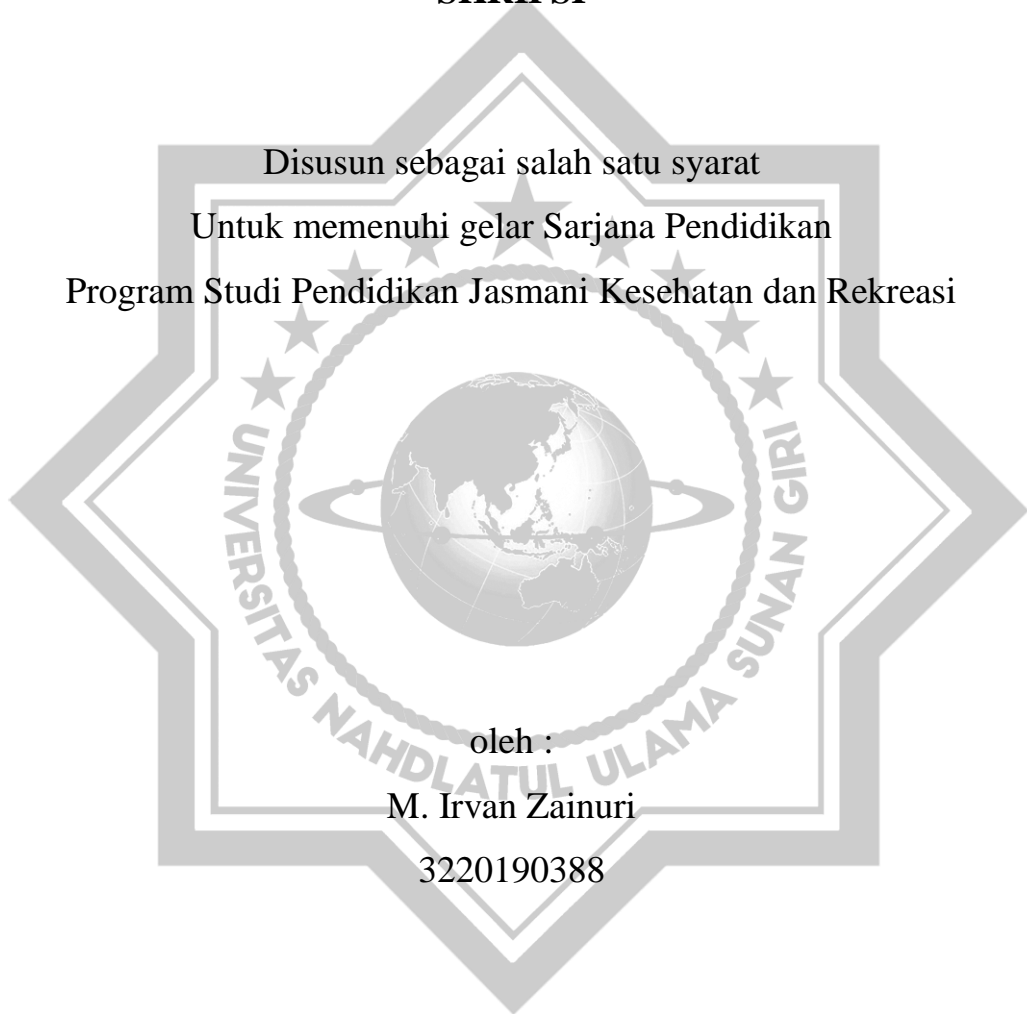 Disusun sebagai salah satu syarat
Untuk memenuhi gelar Sarjana Pendidikan
Program Studi Pendidikan Jasmani Kesehatan dan Rekreasi
UNIVERSITAS NAHDLATUL ULAMA SUNAN GIRI
oleh :
M. Irvan Zainuri
3220190388